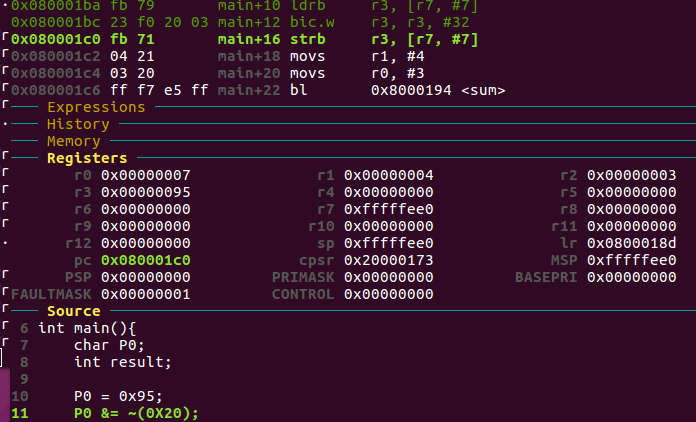 0x080001ba fb 79 main+10 ldrb r3, [r7, #7]
0x080001bc 23 f0 20 03 main+12 bic.w r3, r3, #32
0x080001c0 fb 71 main+16 strb r3, [r7, #7]
0x080001c2 04 21 main+18 movs r1, #4
0x080001c4 03 20 main+20 movs r0, #3
0x080001c6 ff f7 e5 ff main+22 bl 0x8000194 <sum>
Expressions
History
Memory
Registers
r0 0x00000007 r1 0x00000004 r2 0x00000003
r3 0x00000095 r4 0x00000000 r5 0x00000000
r6 0x00000000 r7 0xfffffee0 r8 0x00000000
r9 0x00000000 r10 0x00000000 r11 0x00000000
r12 0x00000000 sp 0xfffffee0 lr 0x0800018d
pc 0x080001c0 cpsr 0x20000173 MSP 0xfffffee0
PSP 0x00000000 PRIMASK 0x00000000 BASEPRI 0x00000000
FAULTMASK 0x00000001 CONTROL 0x00000000
Source
6 int main(){
7 char P0;
8 int result;
9
10 P0 = 0x95;
11 P0 &= ~(0X20);